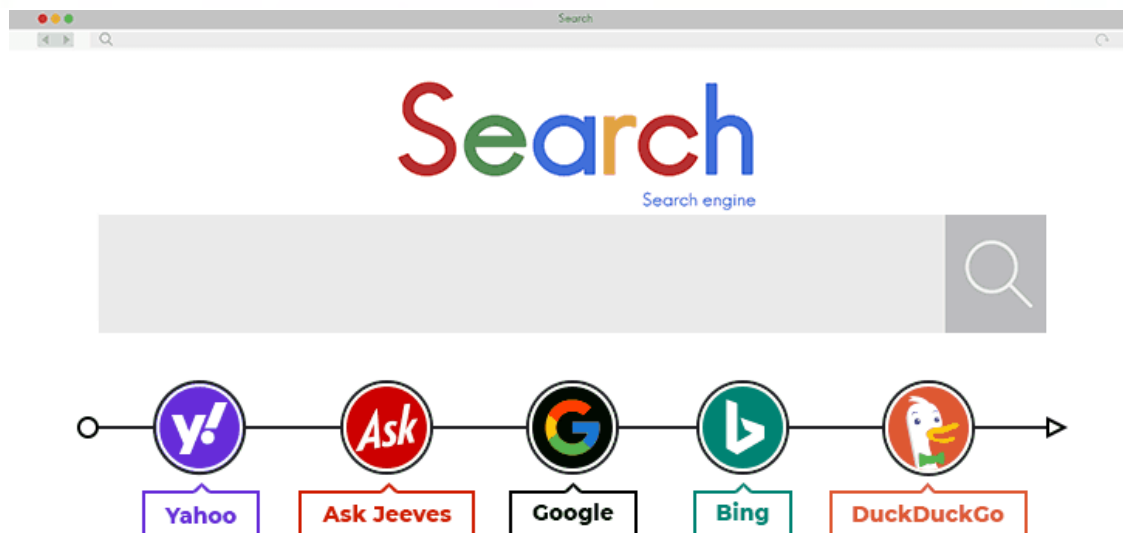 Search
Search
Search engine
y!
Ask
G
b
Yahoo
Ask Jeeves
Google
Bing
DuckDuckGo